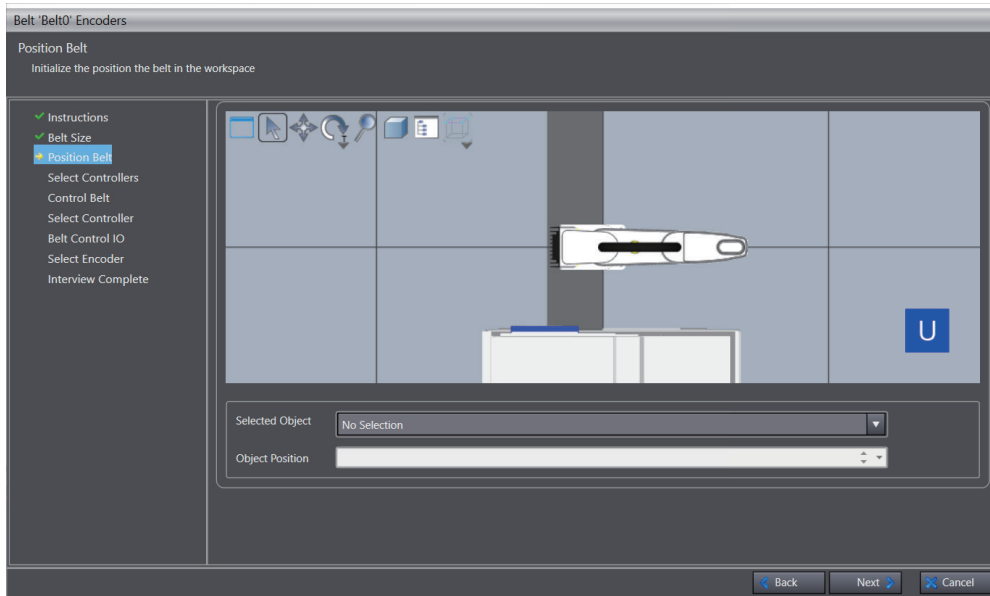 Belt 'Belt0' Encoders
Position Belt
Initialize the position the belt in the workspace
Instructions
Belt Size
Position Belt
Select Controllers
Control Belt
Select Controller
Belt Control IO
Select Encoder
Interview Complete
U
Selected Object
No Selection
Object Position
Back
Next
Cancel